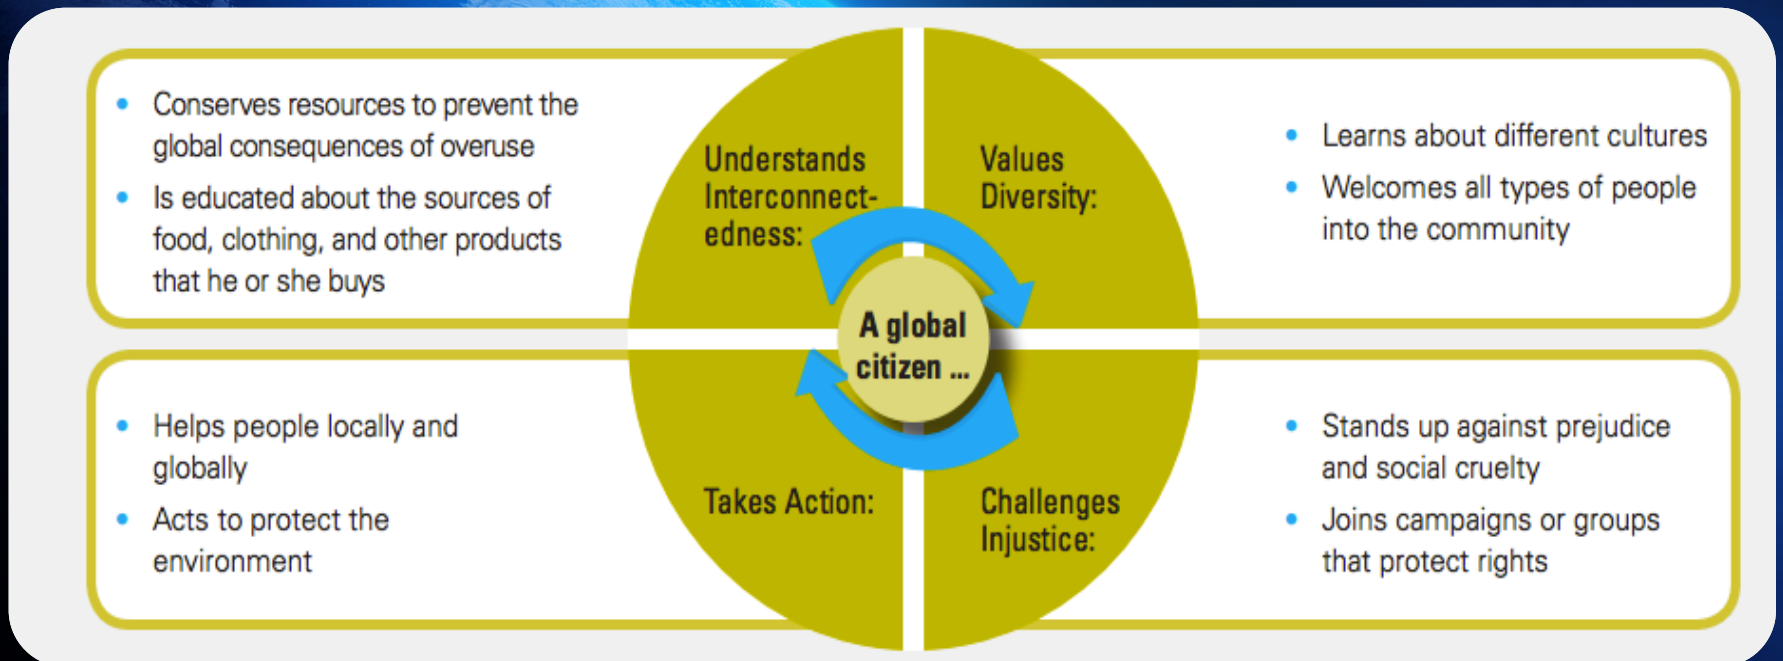 Understands
Interconnect-
edness:
• Conserves resources to prevent the
global consequences of overuse
• Is educated about the sources of
food, clothing, and other products
that he or she buys
Values
Diversity:
• Learns about different cultures
• Welcomes all types of people
into the community
A global
citizen ...
Takes Action:
• Helps people locally and
globally
• Acts to protect the
environment
Challenges
Injustice:
• Stands up against prejudice
and social cruelty
• Joins campaigns or groups
that protect rights